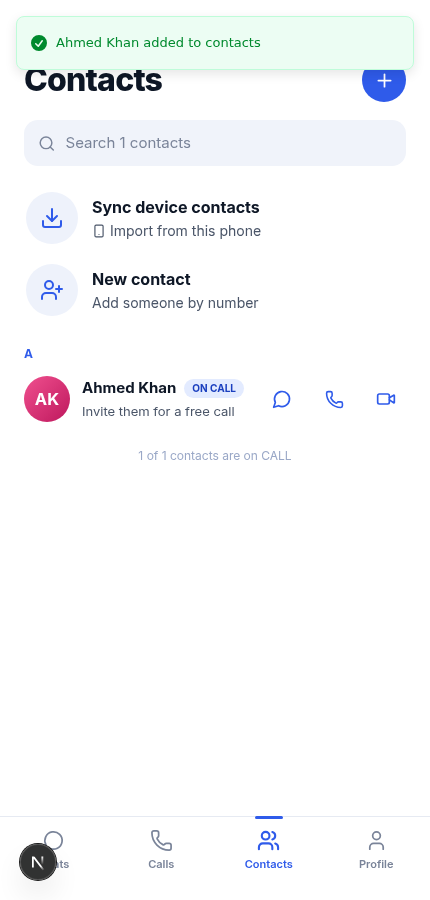 Ahmed Khan added to contacts
Contacts
Search 1 contacts
Sync device contacts
Import from this phone
New contact
Add someone by number
A
AK
Ahmed Khan ON CALL
Invite them for a free call
1 of 1 contacts are on CALL
N
Calls
Contacts
Profile